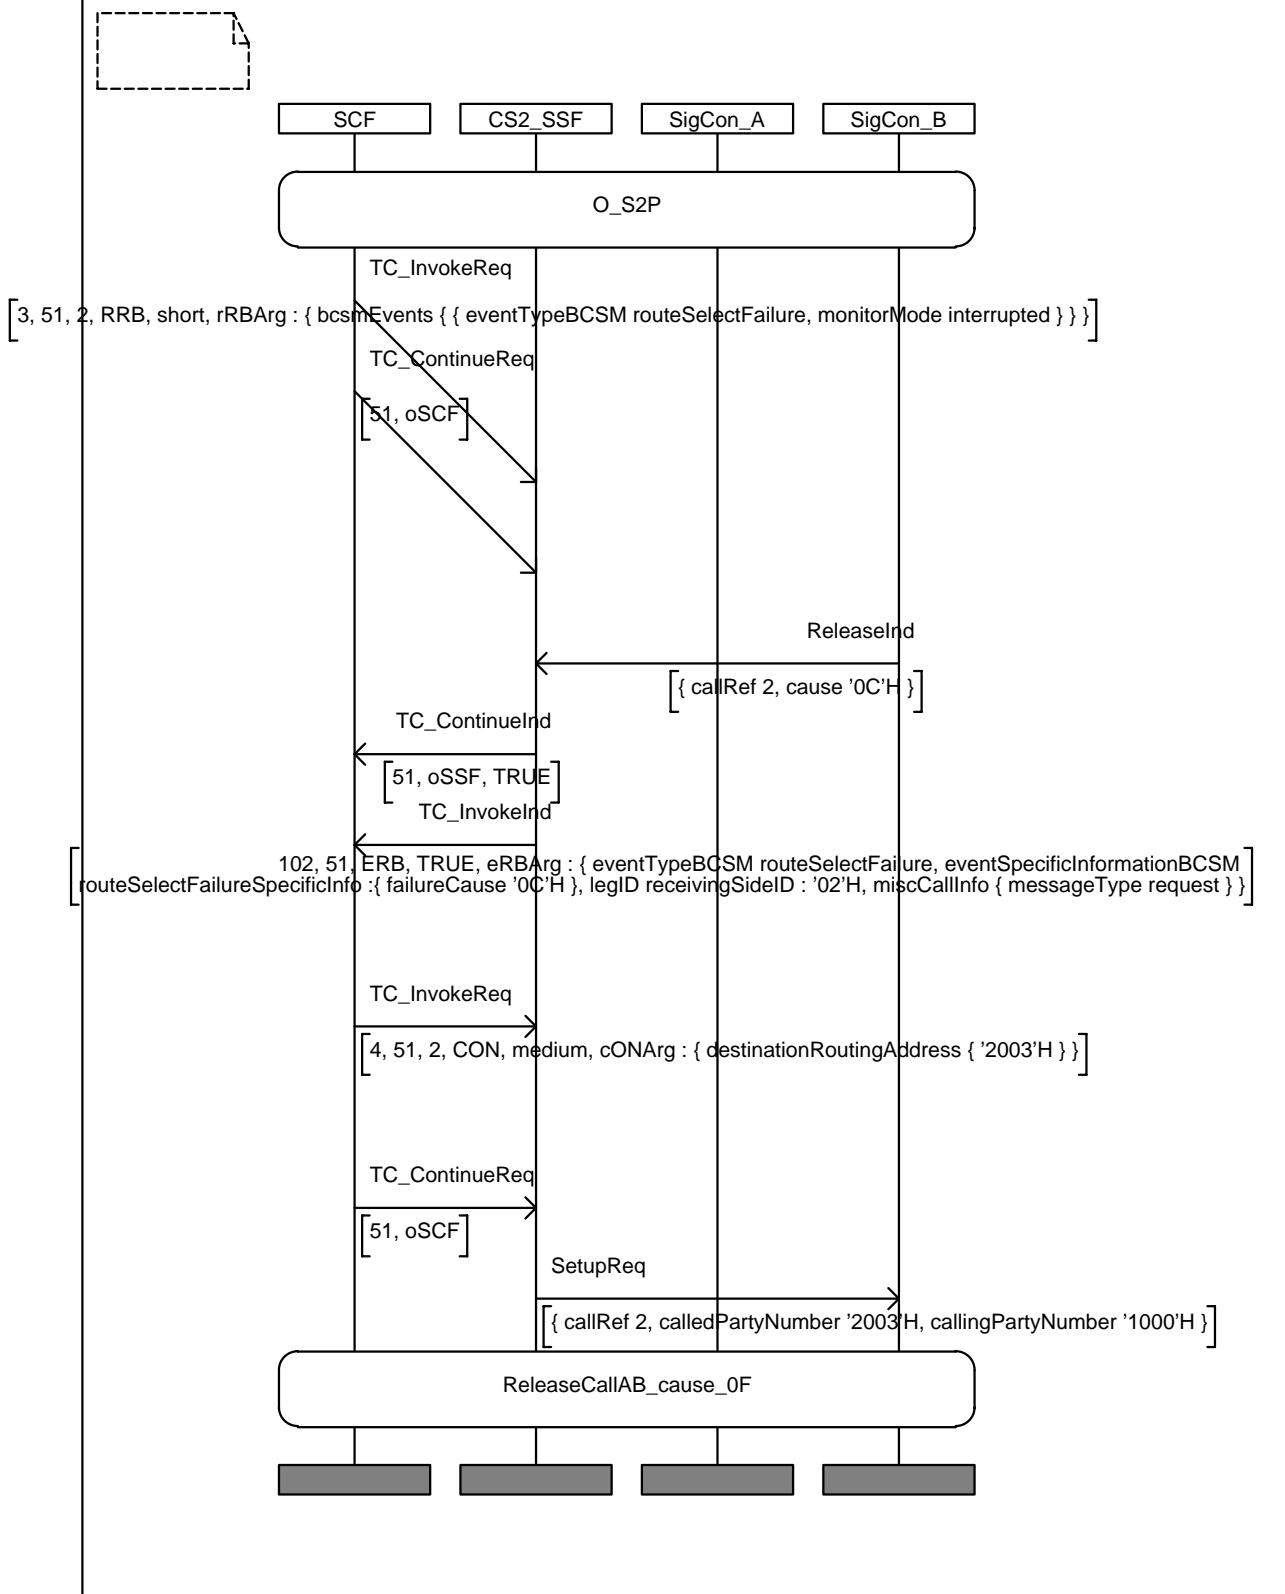 SCF
CS2_SSF
SigCon_A
SigCon_B
O_S2P
TC_InvokeReq
3, 51, 2, RRB, short, rRBArg : { bcsmEvents { { eventTypeBCSM routeSelectFailure, monitorMode interrupted } } }
TC_ContinueReq
51, oSCF
ReleaseInd
{ callRef 2, cause '0C'H }
TC_ContinueInd
51, oSSF, TRUE
TC_InvokeInd
102, 51, ERB, TRUE, eRBArg : { eventTypeBCSM routeSelectFailure, eventSpecificInformationBCSM
routeSelectFailureSpecificInfo :{ failureCause '0C'H }, legID receivingSideID : '02'H, miscCallInfo { messageType request } }
TC_InvokeReq
4, 51, 2, CON, medium, cONArg : { destinationRoutingAddress { '2003'H } }
TC_ContinueReq
51, oSCF
SetupReq
{ callRef 2, calledPartyNumber '2003'H, callingPartyNumber '1000'H }
ReleaseCallAB_cause_0F